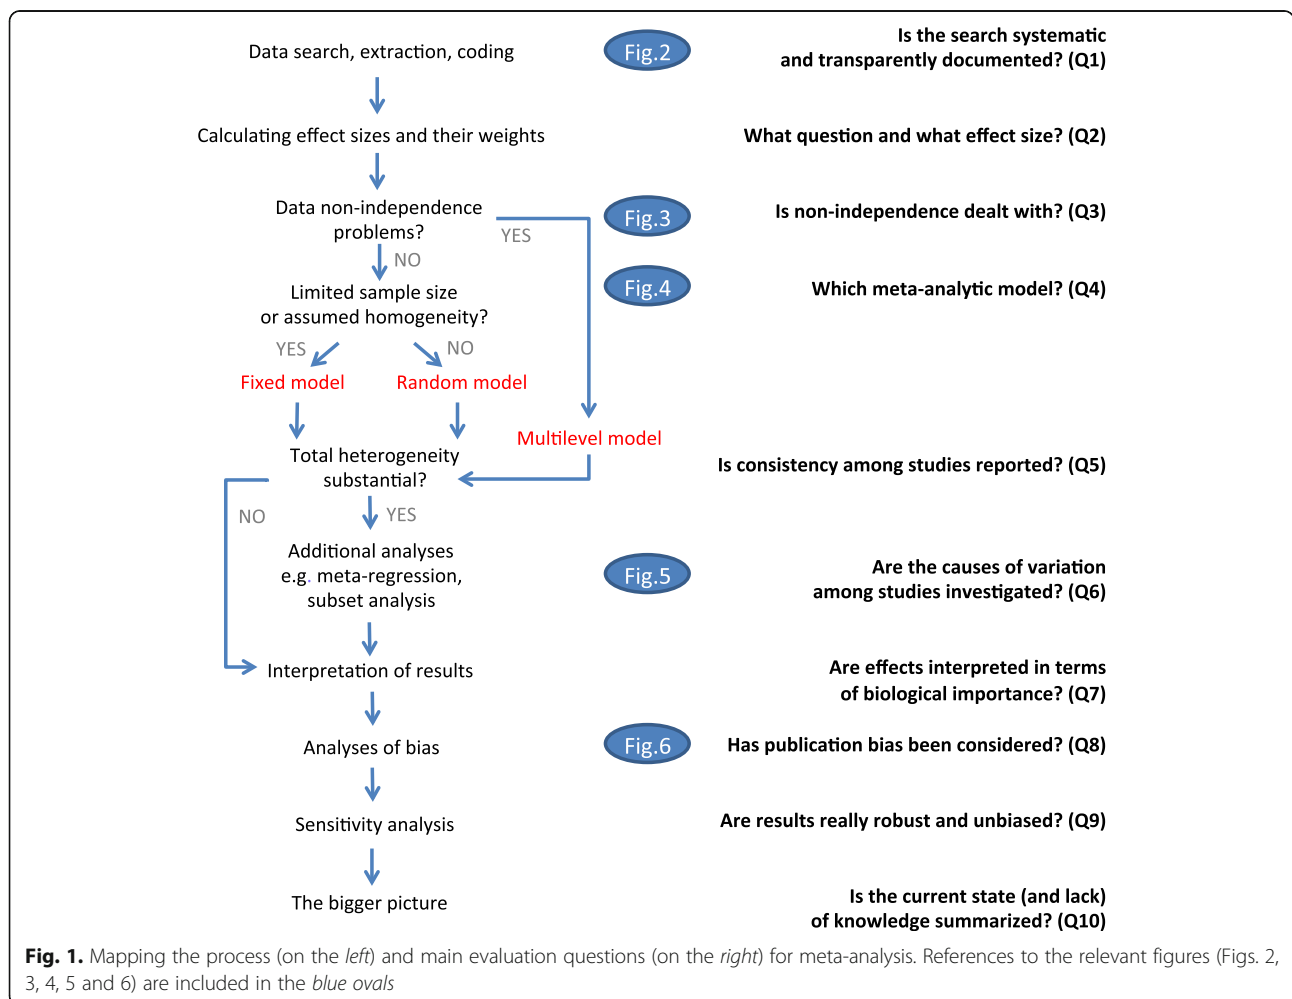 Data search, extraction, coding
Fig.2
Is the search systematic
and transparently documented? (Q1)
Calculating effect sizes and their weights
What question and what effect size? (Q2)
Data non-independence
problems?
YES
NO
Fig.3
Is non-independence dealt with? (Q3)
Limited sample size
or assumed homogeneity?
Fig.4
Which meta-analytic model? (Q4)
YES
NO
Fixed model
Random model
Multilevel model
Total heterogeneity
substantial?
Is consistency among studies reported? (Q5)
NO
YES
Additional analyses
e.g. meta-regression,
subset analysis
Fig.5
Are the causes of variation
among studies investigated? (Q6)
Interpretation of results
Are effects interpreted in terms
of biological importance? (Q7)
Analyses of bias
Fig.6
Has publication bias been considered? (Q8)
Sensitivity analysis
Are results really robust and unbiased? (Q9)
The bigger picture
Is the current state (and lack)
of knowledge summarized? (Q10)
Fig. 1. Mapping the process (on the left) and main evaluation questions (on the right) for meta-analysis. References to the relevant figures (Figs. 2,
3, 4, 5 and 6) are included in the blue ovals